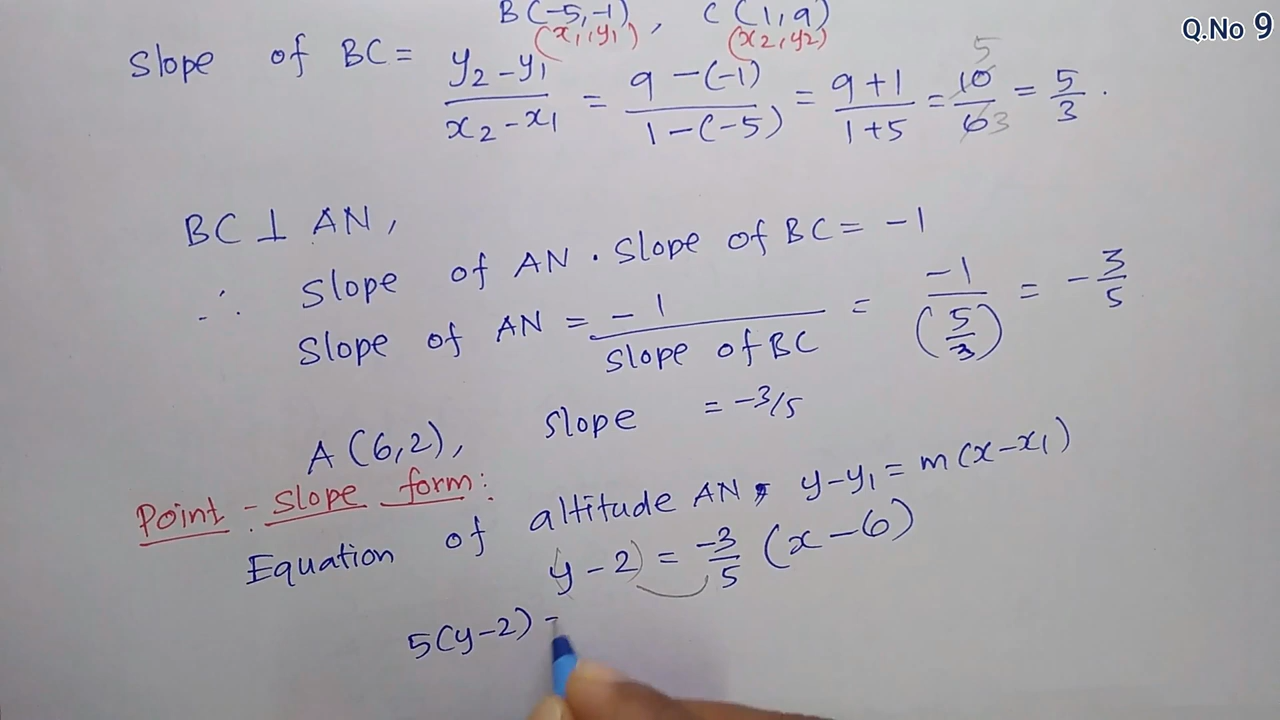 Q.No 9
B(-5,-1), C(1,9)
(x₁,y₁) (x₂,y₂)
Slope of BC = y₂-y₁/x₂-x₁ = 9-(-1)/1-(-5) = 9+1/1+5 = 10/6 5/3 = 5/3.
BC ⊥ AN,
∴ Slope of AN . Slope of BC = -1
Slope of AN = -1/Slope of BC = -1/(5/3) = -3/5
A(6,2), Slope = -3/5
Point-Slope form:
Equation of altitude AN, y-y₁ = m(x-x₁)
(y-2) = -3/5 (x-6)
5(y-2) =